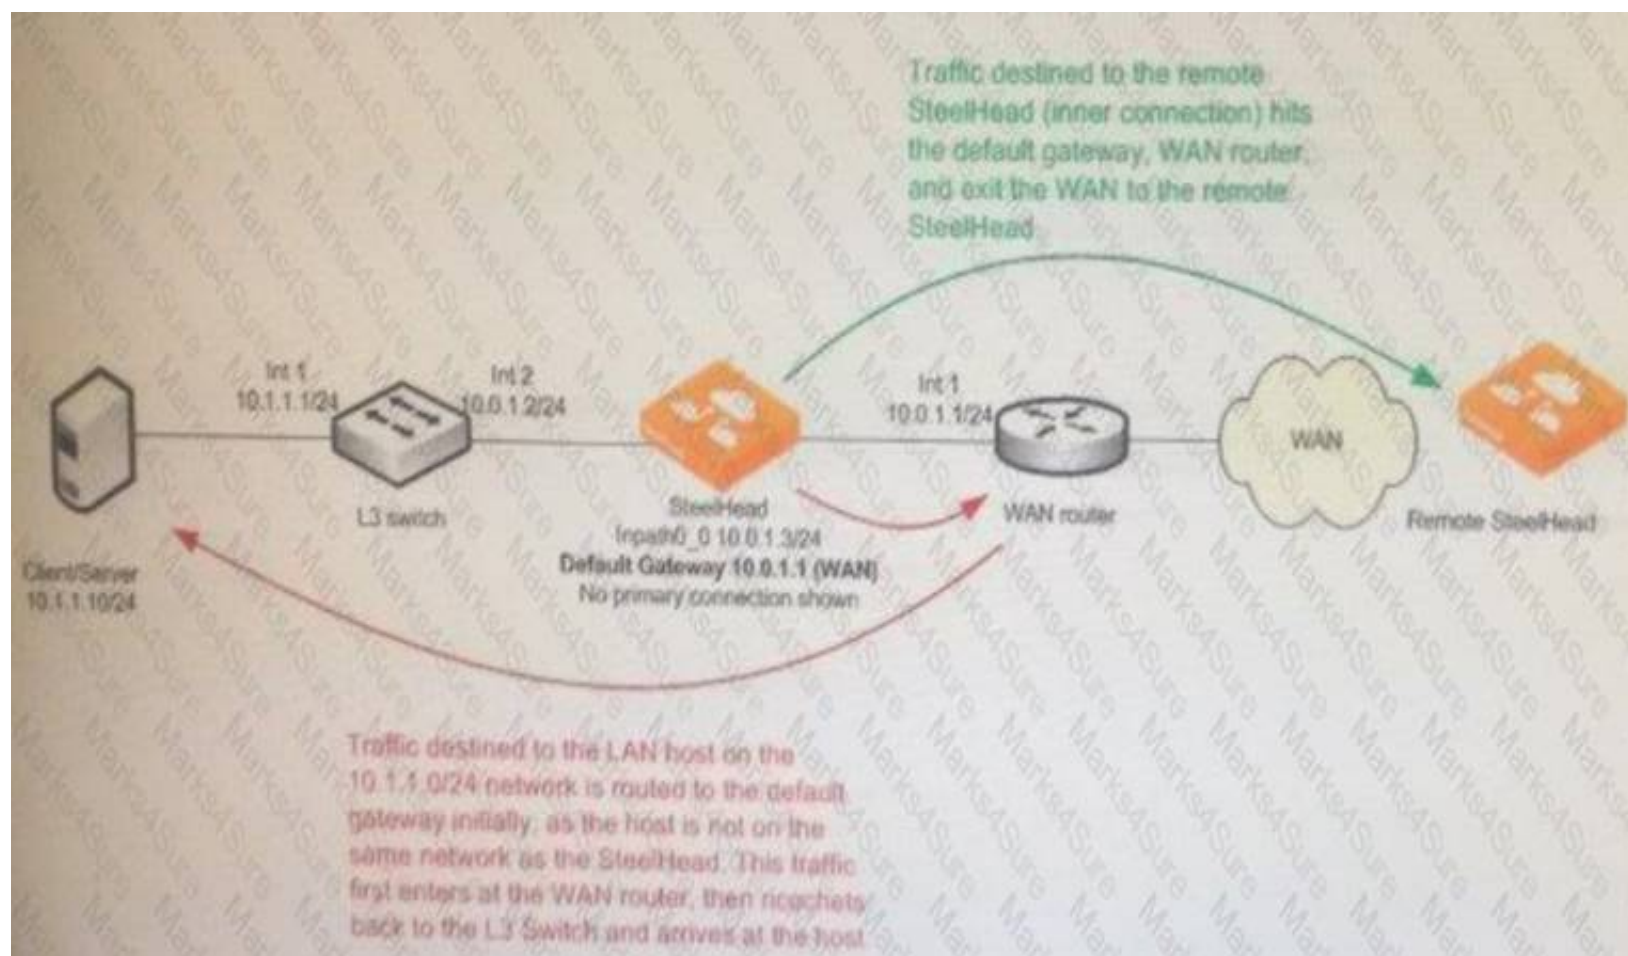 Traffic destined to the remote
SteelHead (inner connection) hits
the default gateway, WAN router,
and exit the WAN to the remote
SteelHead
Int 1
10.1.1.1/24
Int 2
10.0.1.2/24
Int 1
10.0.1.1/24
WAN
L3 switch
SteelHead
Inpath0_0 10.0.1.3/24
Default Gateway 10.0.1.1 (WAN)
No primary connection shown
WAN router
Remote SteelHead
Client/Server
10.1.1.10/24
Traffic destined to the LAN host on the
10.1.1.0/24 network is routed to the default
gateway initially, as the host is not on the
same network as the SteelHead. This traffic
first enters at the WAN router, then ricochets
back to the L3 Switch and arrives at the host
Marks4Sure